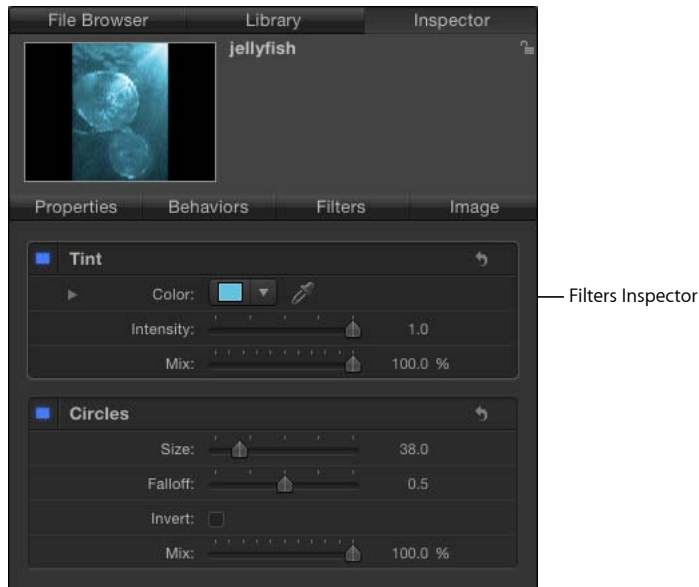 File Browser Library Inspector
jellyfish
Properties Behaviors Filters Image
Tint
Color:
Intensity: 1.0
Mix: 100.0 %
Filters Inspector
Circles
Size: 38.0
Falloff: 0.5
Invert:
Mix: 100.0 %